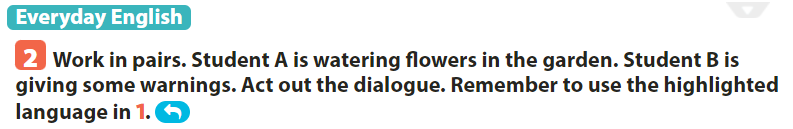 Everyday English
2 Work in pairs. Student A is watering flowers in the garden. Student B is
giving some warnings. Act out the dialogue. Remember to use the highlighted
language in 1.